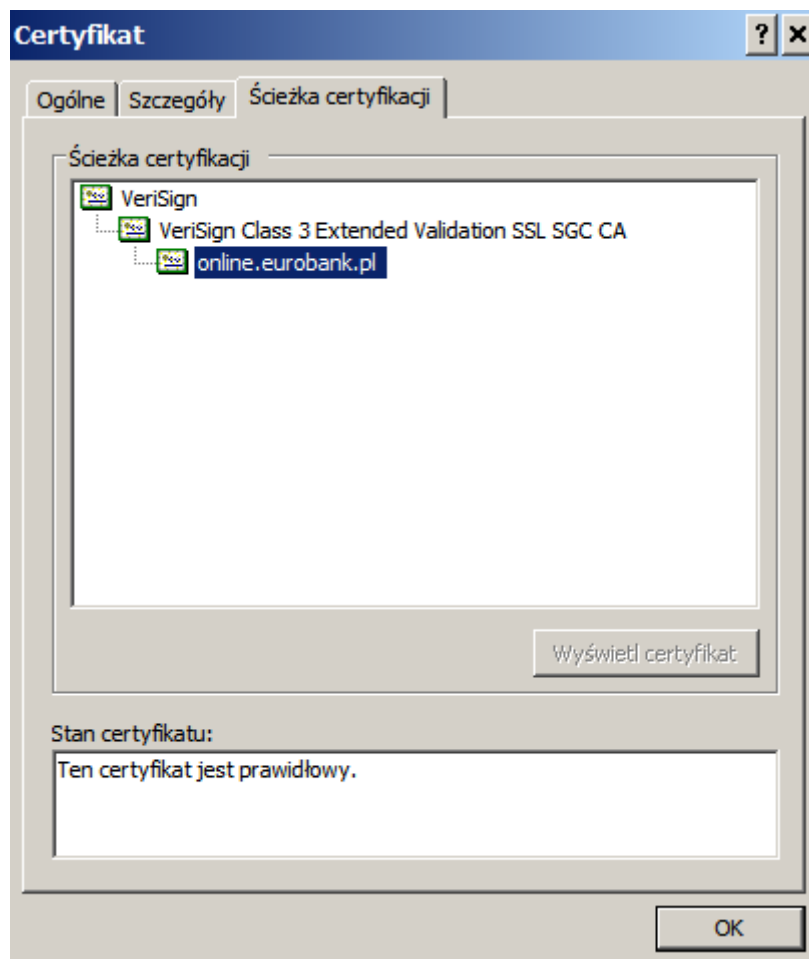 Certyfikat
Ogólne Szczegóły Ścieżka certyfikacji
Ścieżka certyfikacji
VeriSign
VeriSign Class 3 Extended Validation SSL SGC CA
online.eurobank.pl
Wyświetl certyfikat
Stan certyfikatu:
Ten certyfikat jest prawidłowy.
OK